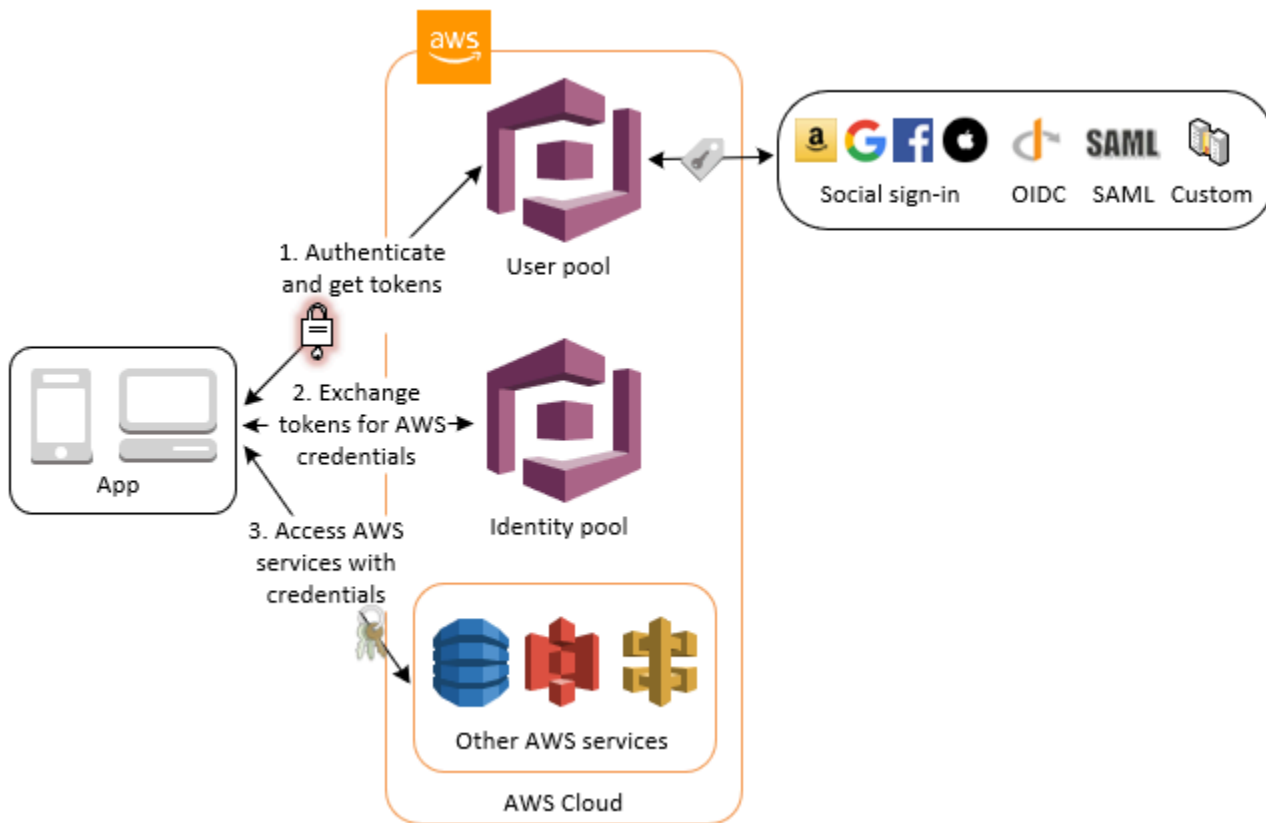 aws
a
SAML
Social sign-in
OIDC
SAML
Custom
1. Authenticate
and get tokens
User pool
2. Exchange
tokens for AWS
credentials
App
Identity pool
3. Access AWS
services with
credentials
Other AWS services
AWS Cloud